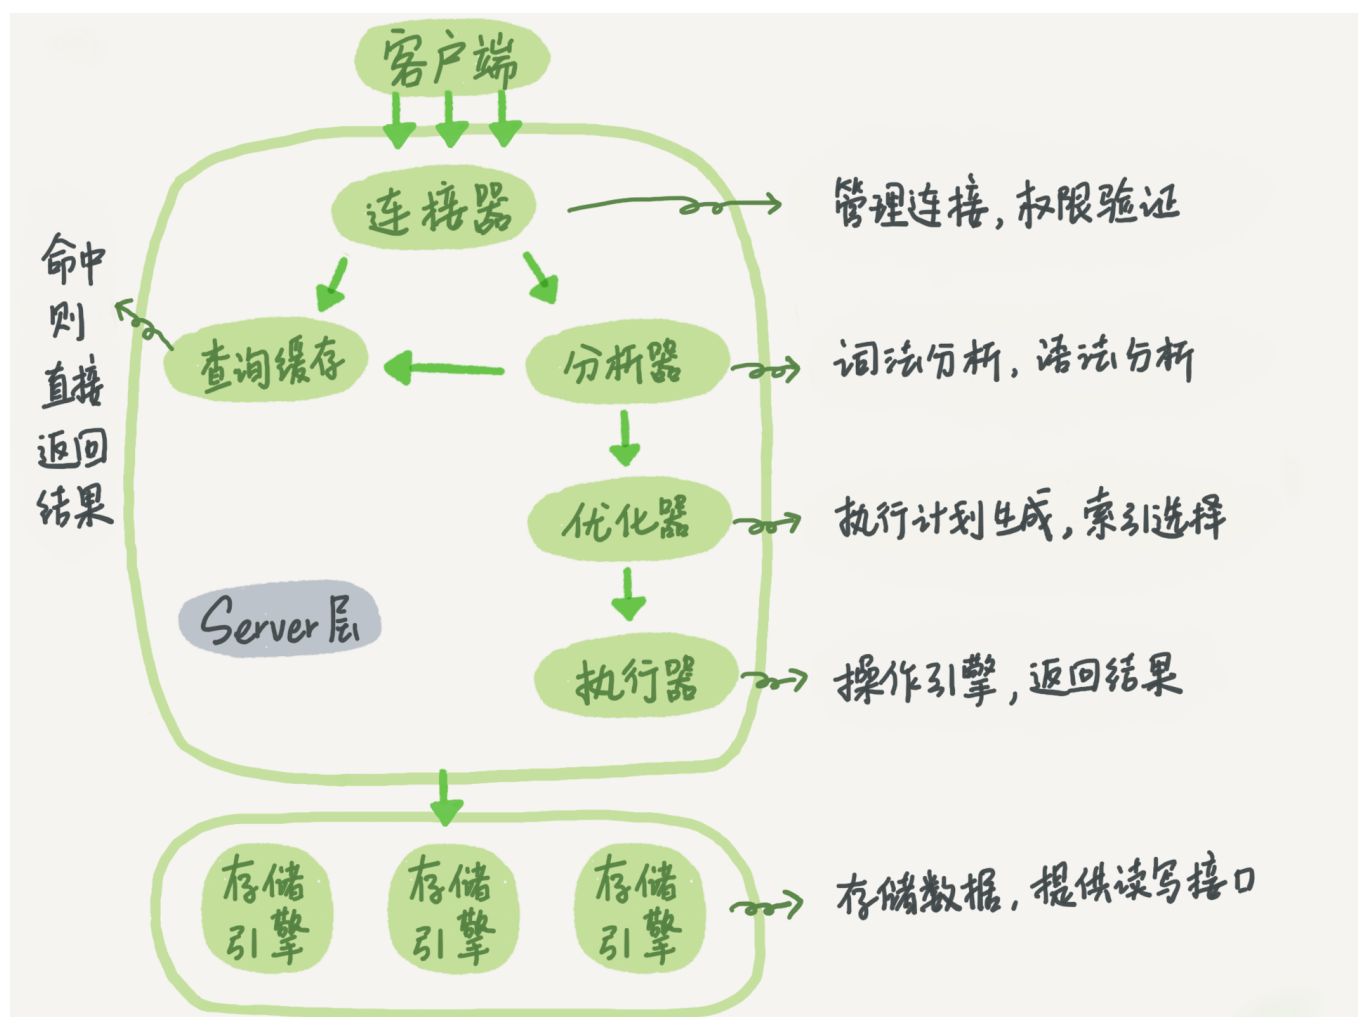 客户端
连接器
管理连接，权限验证
命中
则
直接
返回
结果
查询缓存
分析器
词法分析，语法分析
优化器
执行计划生成，索引选择
Server层
执行器
操作引擎，返回结果
存储
引擎
存储
引擎
存储
引擎
存储数据，提供读写接口